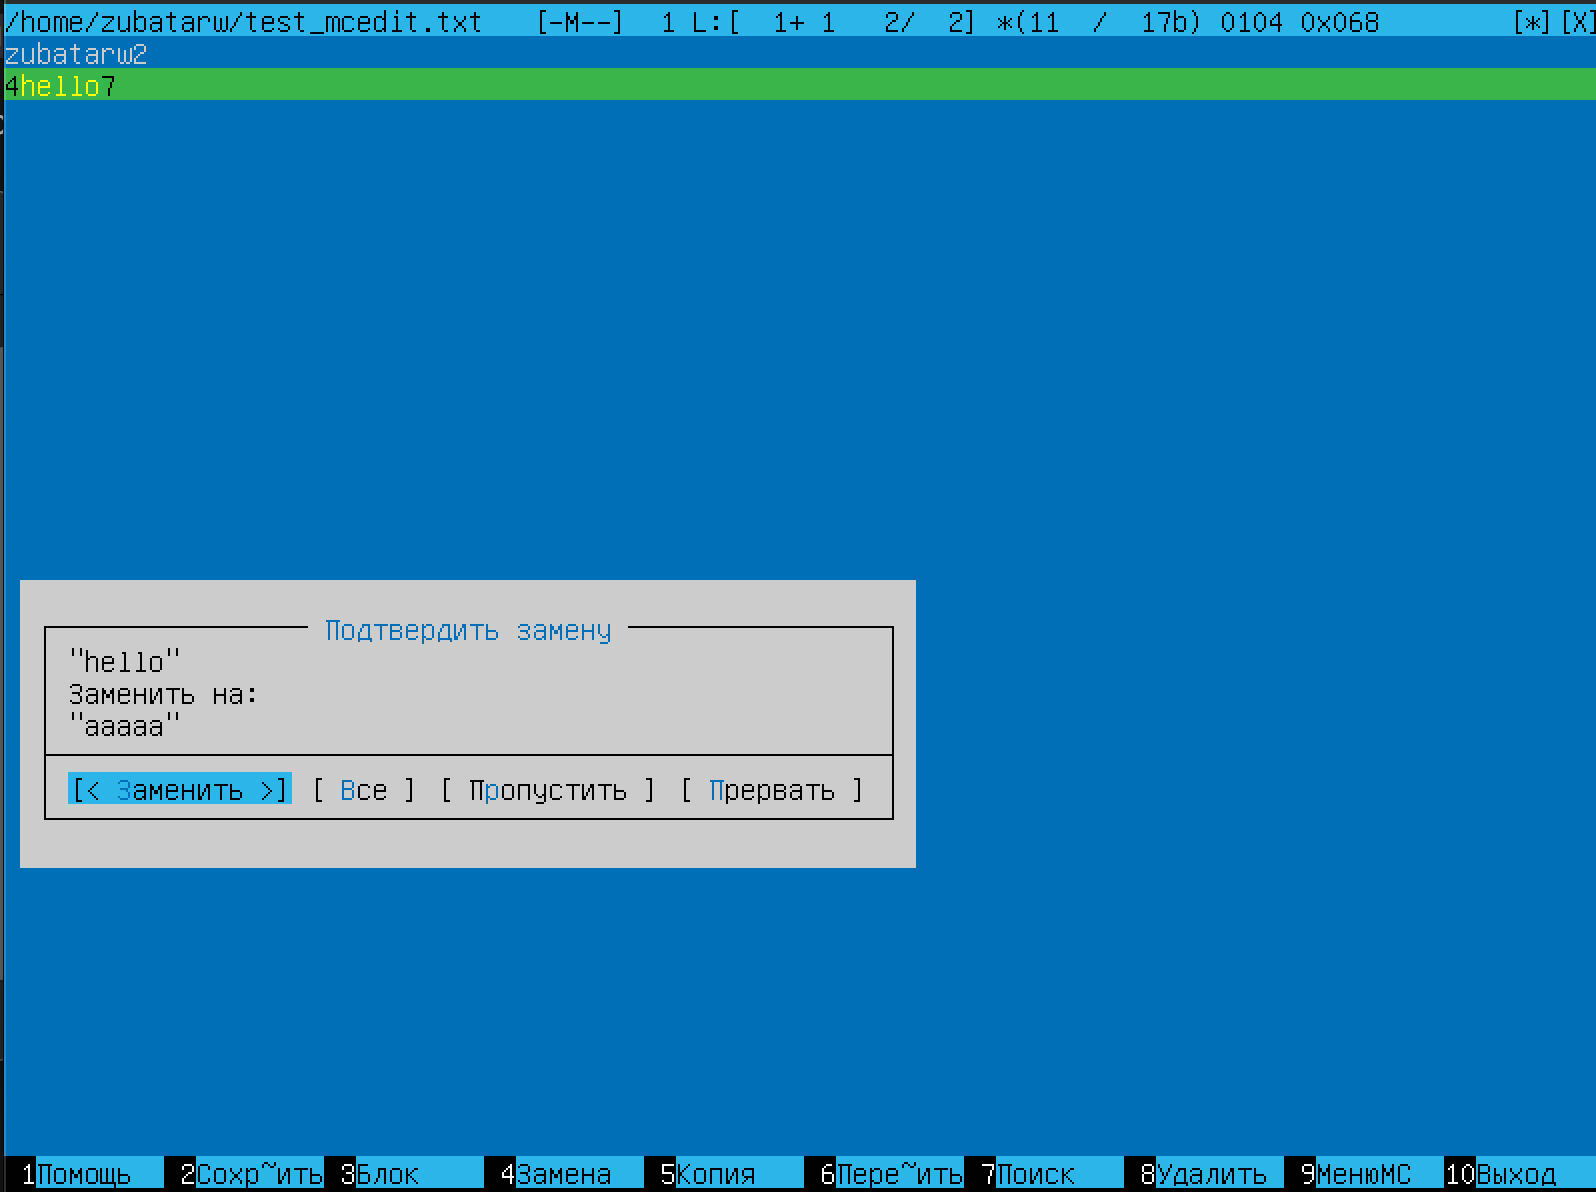 /home/zubatarw/test_mcedit.txt [-M--] 1 L:[ 1+ 1 2/ 2] *(11 / 17b) 0104 0x068 [*][X]
zubatarw2
4hello7
Подтвердить замену
"hello"
Заменить на:
"aaaaa"
[< Заменить >] [ Все ] [ Пропустить ] [ Прервать ]
1Помощь 2Сохр~ить 3Блок 4Замена 5Копия 6Пере~ить 7Поиск 8Удалить 9МенюMC 10Выход